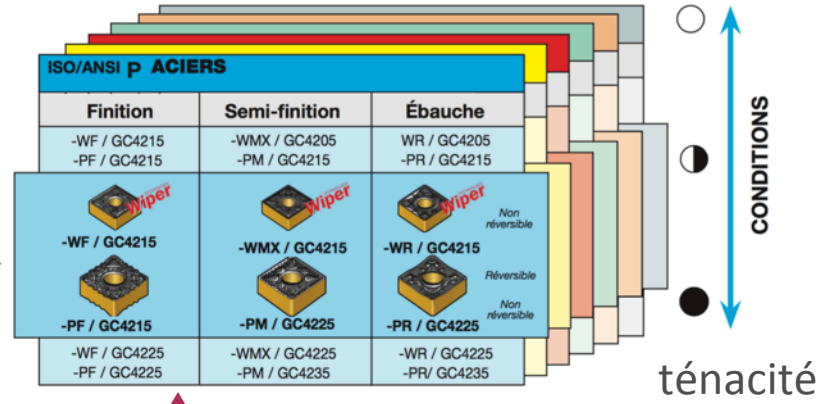 ISO/ANSI P ACIERS
Finition Semi-finition Ébauche
-WF / GC4215 -WMX / GC4205 WR / GC4205
-PF / GC4215 -PM / GC4215 -PR / GC4215
Wiper Wiper Wiper
Non
réversible
-WF / GC4215 -WMX / GC4215 -WR / GC4215
Réversible
Non
réversible
-PF / GC4215 -PM / GC4225 -PR / GC4225
-WF / GC4225 -WMX / GC4225 -WR / GC4225
-PF / GC4225 -PM / GC4235 -PR/ GC4235
CONDITIONS
ténacité